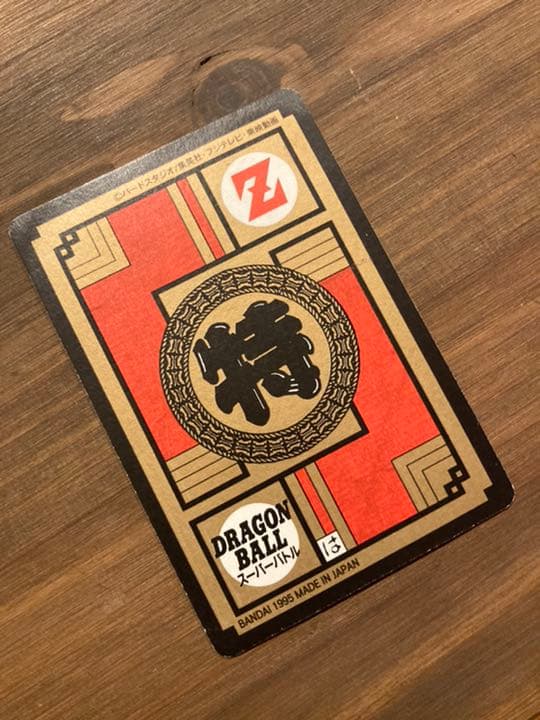 ©バードスタジオ/集英社・フジテレビ・東映動画
Z
特
DRAGON
BALL
スーパーバトル
は
BANDAI 1995 MADE IN JAPAN